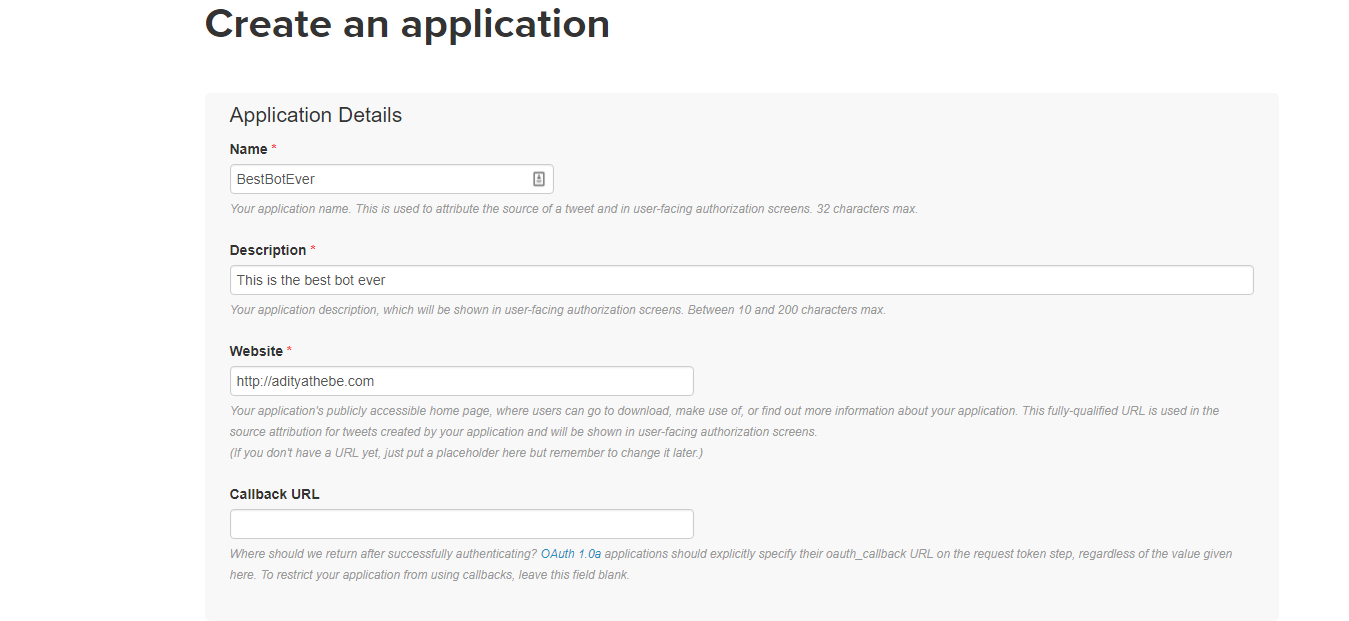 Create an application
Application Details
Name *
BestBotEver
Your application name. This is used to attribute the source of a tweet and in user-facing authorization screens. 32 characters max.
Description *
This is the best bot ever
Your application description, which will be shown in user-facing authorization screens. Between 10 and 200 characters max.
Website *
http://adityathebe.com
Your application's publicly accessible home page, where users can go to download, make use of, or find out more information about your application. This fully-qualified URL is used in the
source attribution for tweets created by your application and will be shown in user-facing authorization screens.
(If you don't have a URL yet, just put a placeholder here but remember to change it later.)
Callback URL
Where should we return after successfully authenticating? OAuth 1.0a applications should explicitly specify their oauth_callback URL on the request token step, regardless of the value given
here. To restrict your application from using callbacks, leave this field blank.